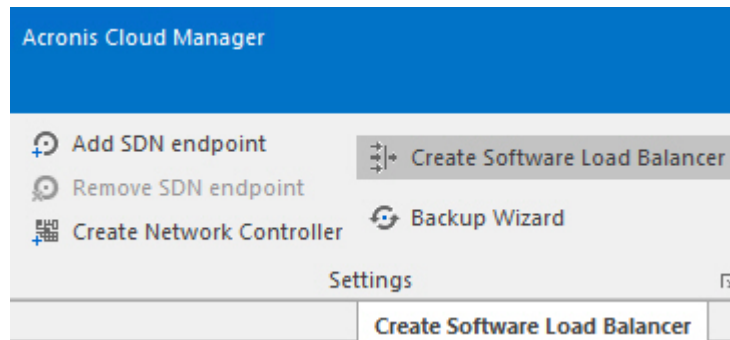 Acronis Cloud Manager
Add SDN endpoint
Remove SDN endpoint
Create Network Controller
Create Software Load Balancer
Backup Wizard
Settings
Create Software Load Balancer